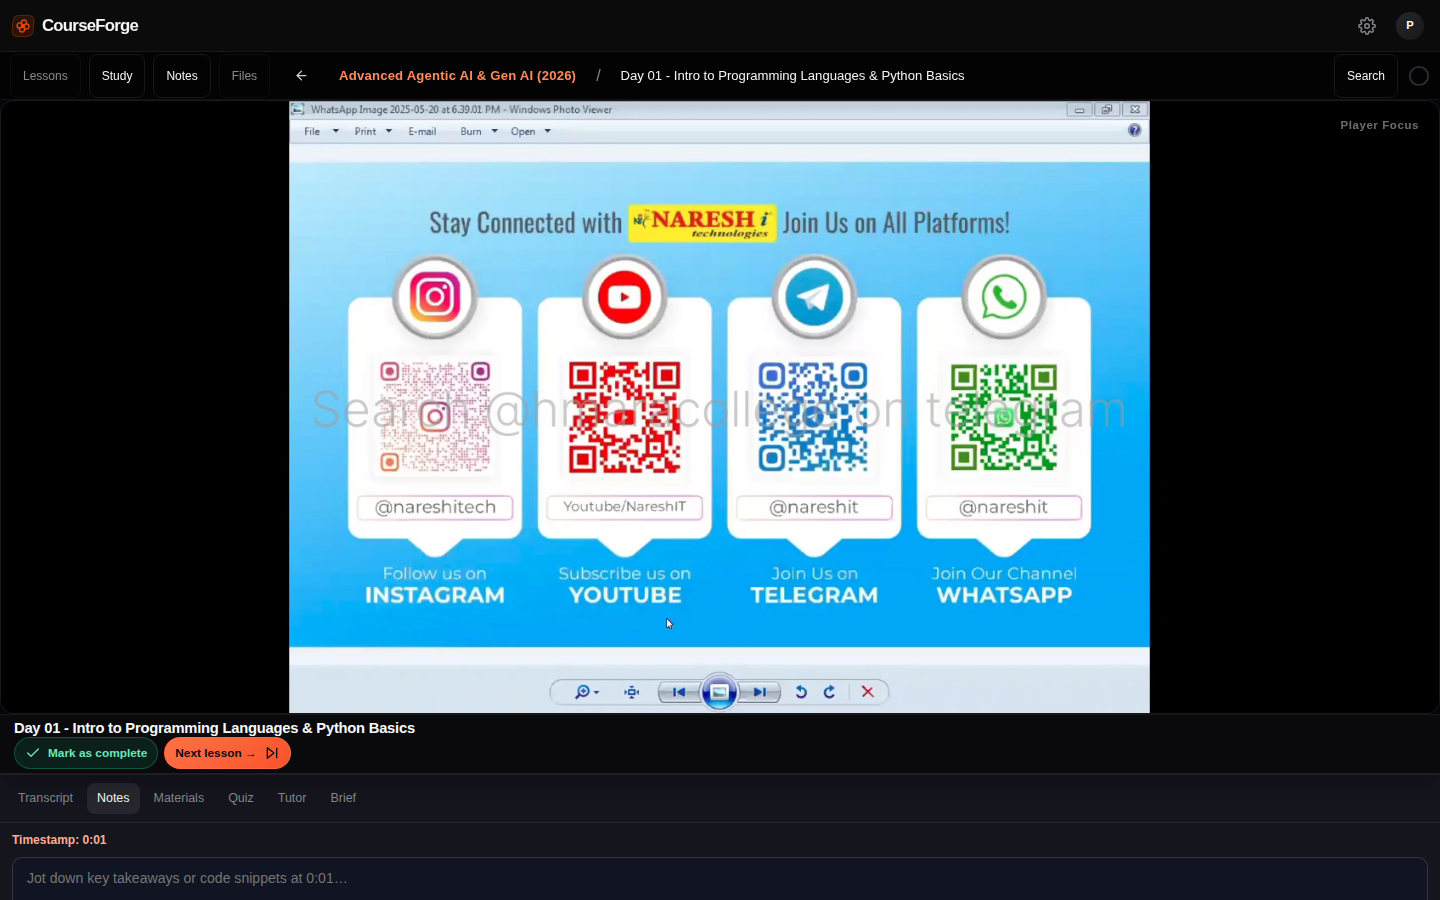 CourseForge
P
Lessons
Study
Notes
Files
←
Advanced Agentic AI & Gen AI (2026) / Day 01 - Intro to Programming Languages & Python Basics
Search
WhatsApp Image 2025-05-20 at 6.39.01 PM - Windows Photo Viewer
File Print E-mail Burn Open
?
Player Focus
Stay Connected with NARESH i technologies Join Us on All Platforms!
Search @hmaracollege on telegram
@nareshitech
Youtube/NareshIT
@nareshit
@nareshit
Follow us on
INSTAGRAM
Subscribe us on
YOUTUBE
Join Us on
TELEGRAM
Join Our Channel
WHATSAPP
Day 01 - Intro to Programming Languages & Python Basics
Mark as complete
Next lesson →
Transcript
Notes
Materials
Quiz
Tutor
Brief
Timestamp: 0:01
Jot down key takeaways or code snippets at 0:01…